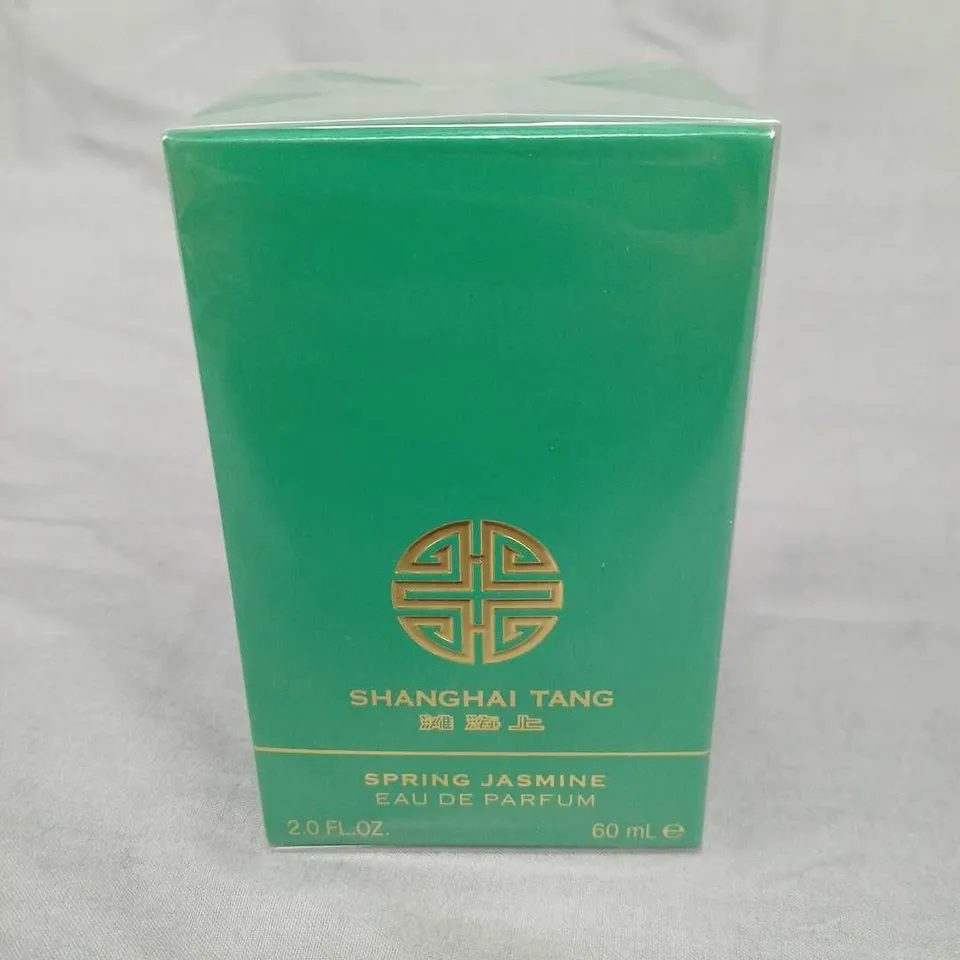 SHANGHAI TANG
灘海上
SPRING JASMINE
EAU DE PARFUM
2.0 FL.OZ. 60 mL ℮